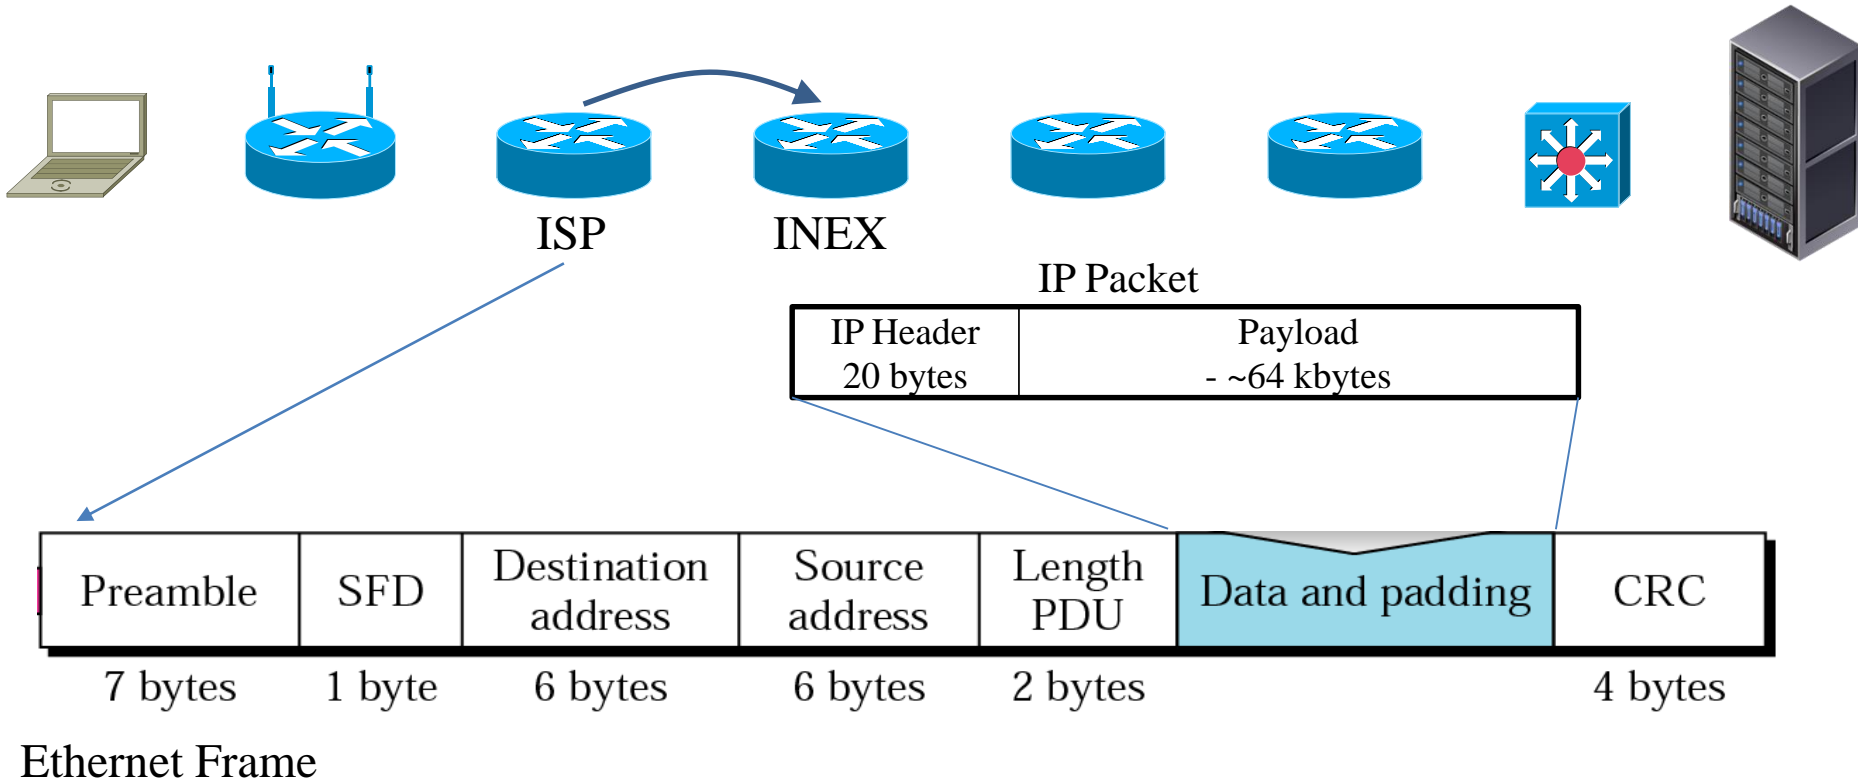 ISP
INEX
IP Packet
IP Header
20 bytes
Payload
- ~64 kbytes
Preamble
SFD
Destination
address
Source
address
Length
PDU
Data and padding
CRC
7 bytes
1 byte
6 bytes
6 bytes
2 bytes
4 bytes
Ethernet Frame